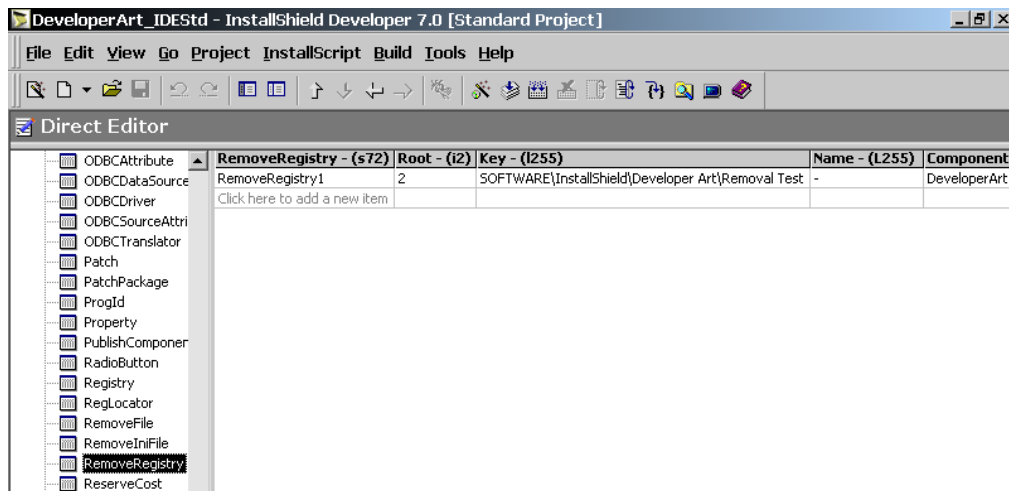 DeveloperArt_IDEStd - InstallShield Developer 7.0 [Standard Project]
File Edit View Go Project InstallScript Build Tools Help
Direct Editor
RemoveRegistry - (s72) Root - (i2) Key - (l255) Name - (L255) Component
RemoveRegistry1 2 SOFTWARE\InstallShield\Developer Art\Removal Test - DeveloperArt
Click here to add a new item
ODBCAttribute
ODBCDataSource
ODBCDriver
ODBCSourceAttri
ODBCTranslator
Patch
PatchPackage
ProgId
Property
PublishComponen
RadioButton
Registry
RegLocator
RemoveFile
RemoveIniFile
RemoveRegistry
ReserveCost